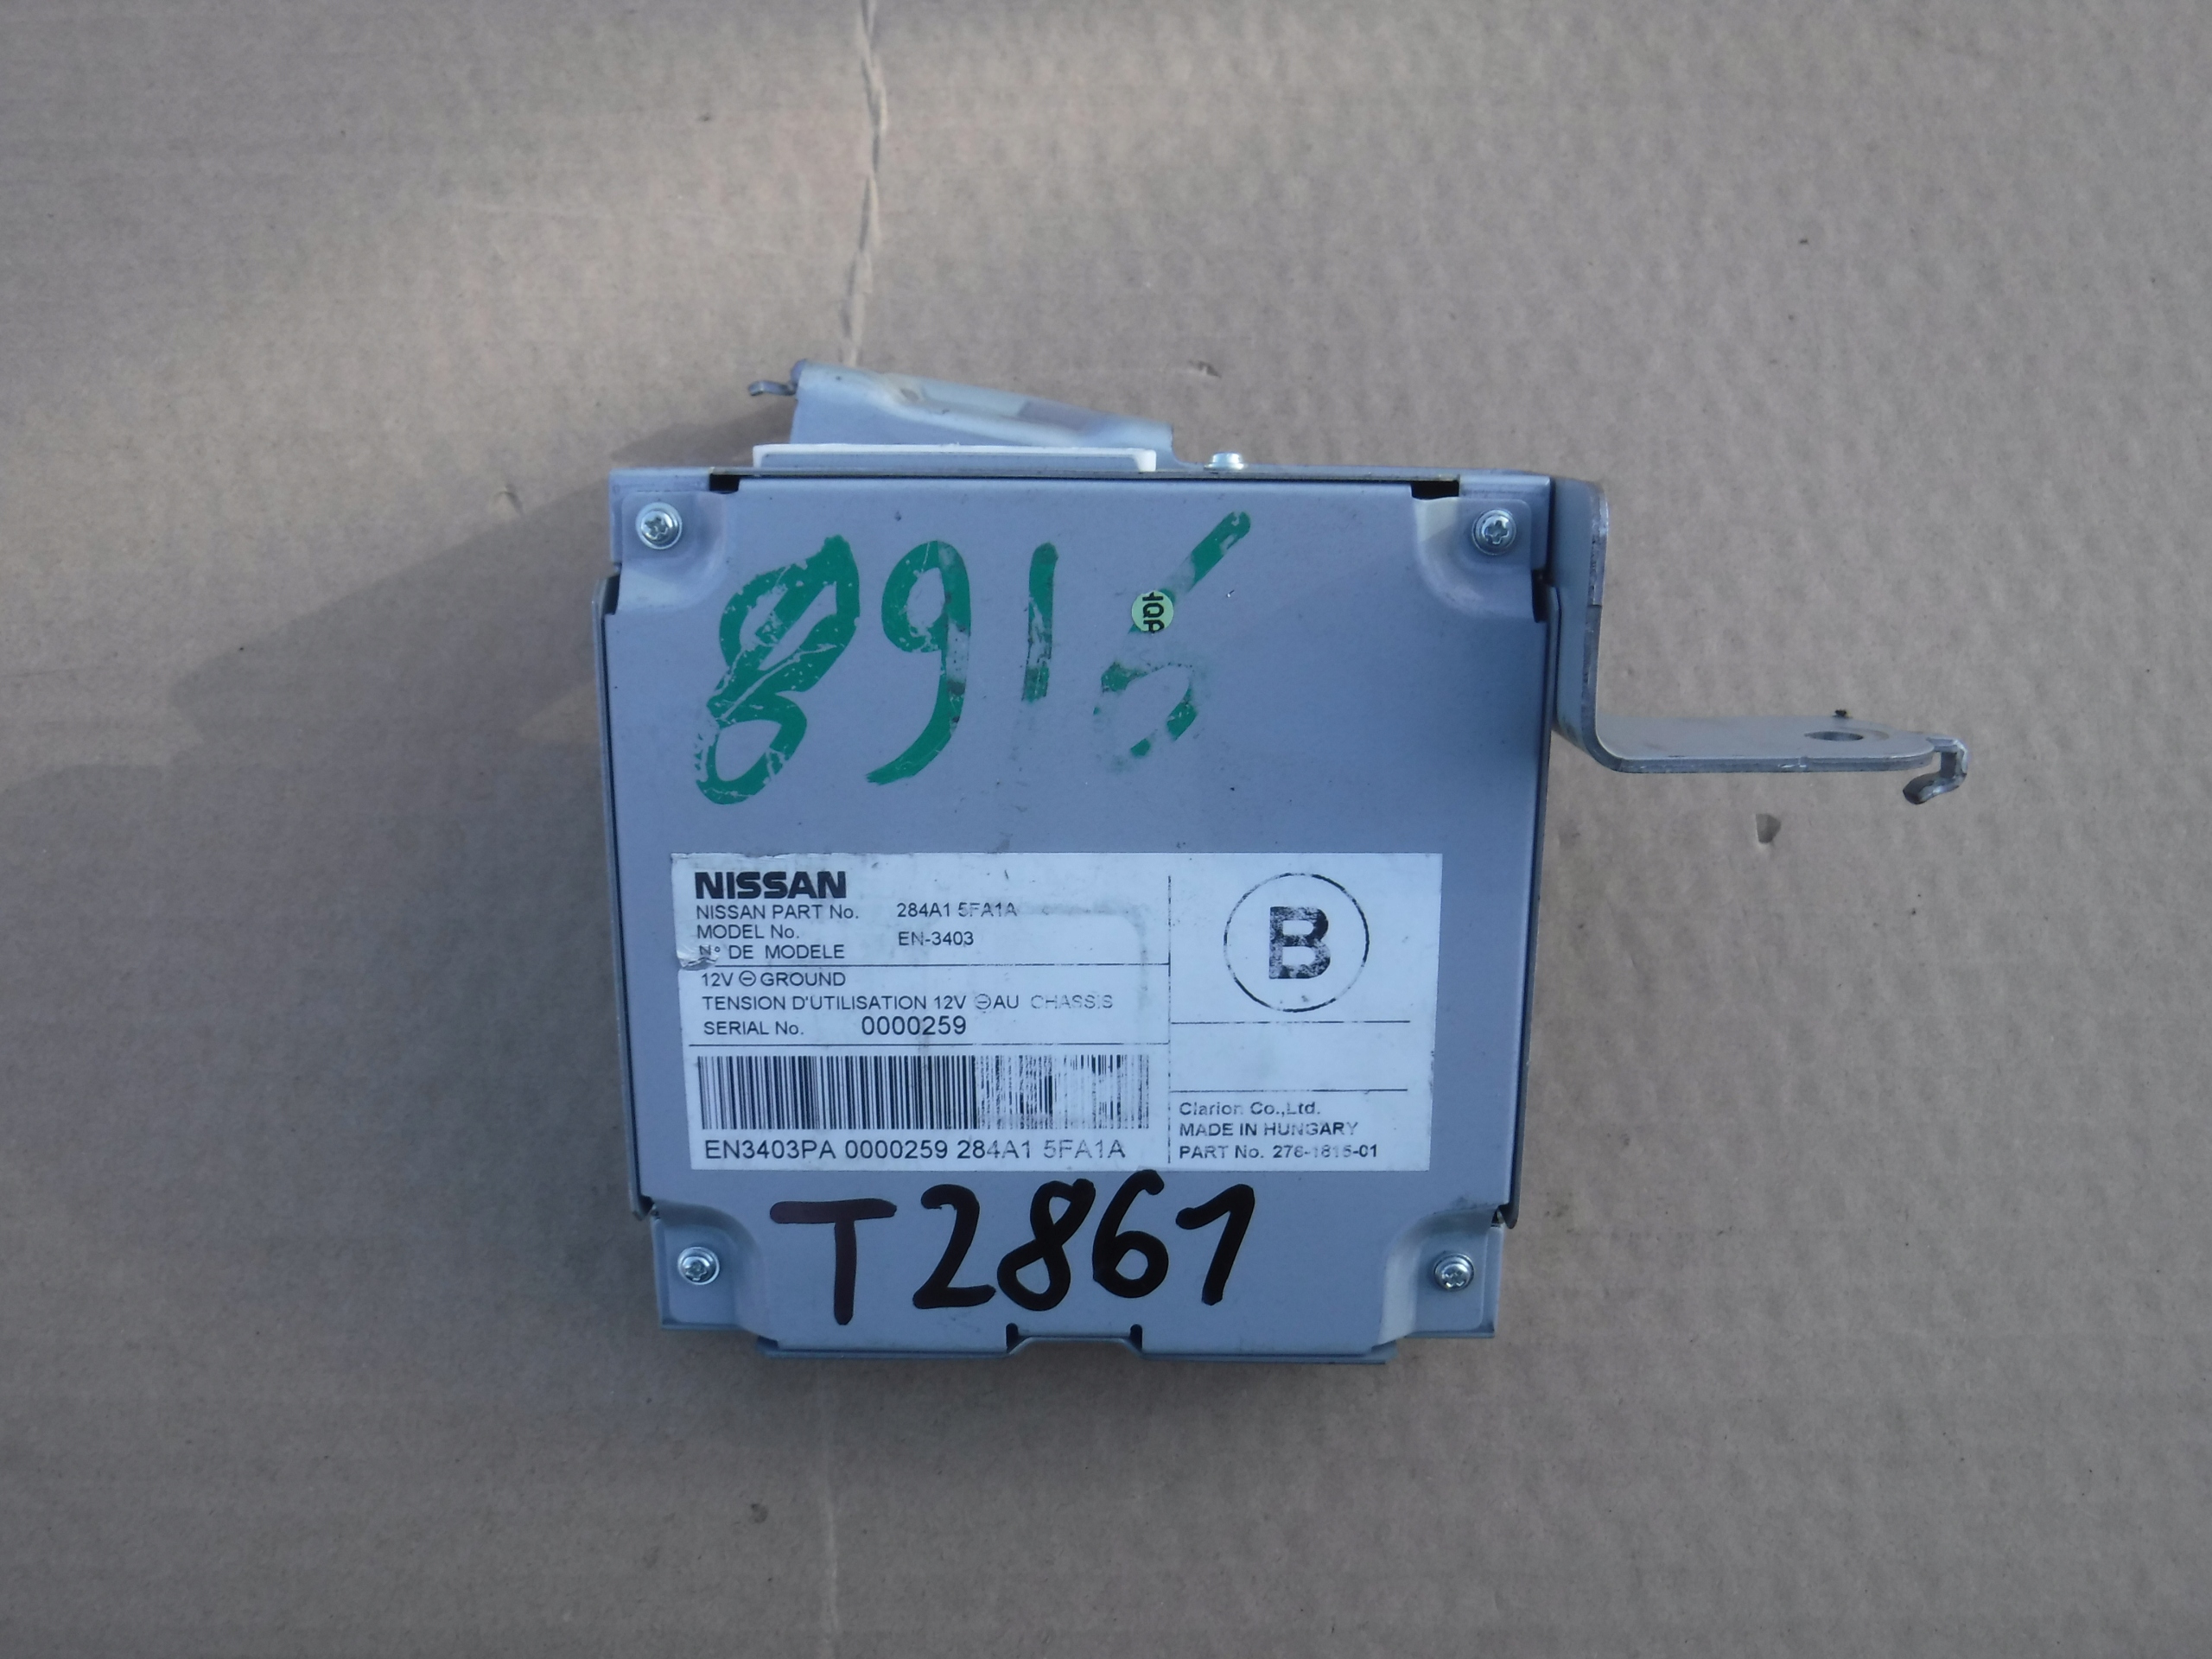 8916
NISSAN
NISSAN PART No. 284A1 5FA1A
MODEL No.
N° DE MODELE EN-3403
12V ⊖ GROUND
TENSION D'UTILISATION 12V ⊖ AU CHASSIS
SERIAL No. 0000259
EN3403PA 0000259 284A1 5FA1A
B
Clarion Co.,Ltd.
MADE IN HUNGARY
PART No. 276-1815-01
T2861